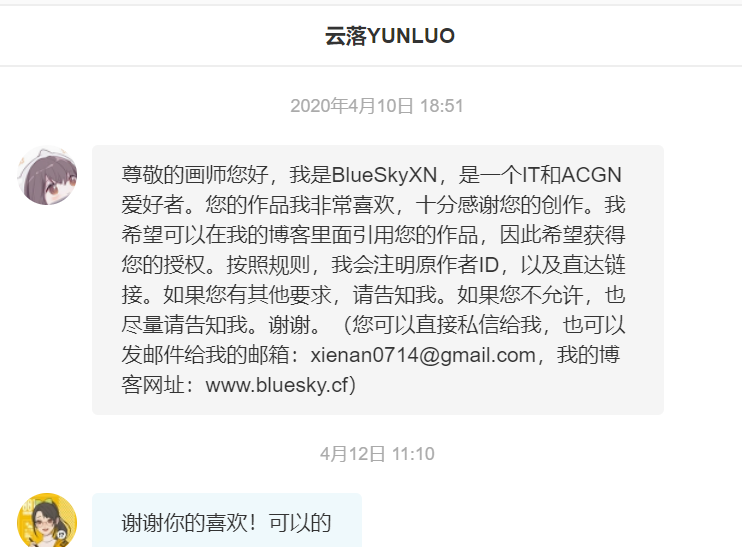 云落YUNLUO
2020年4月10日 18:51
尊敬的画师您好，我是BlueSkyXN，是一个IT和ACGN
爱好者。您的作品我非常喜欢，十分感谢您的创作。我
希望可以在我的博客里面引用您的作品，因此希望获得
您的授权。按照规则，我会注明原作者ID，以及直达链
接。如果您有其他要求，请告知我。如果您不允许，也
尽量请告知我。谢谢。（您可以直接私信给我，也可以
发邮件给我的邮箱：xienan0714@gmail.com，我的博
客网址：www.bluesky.cf）
4月12日 11:10
谢谢你的喜欢！可以的